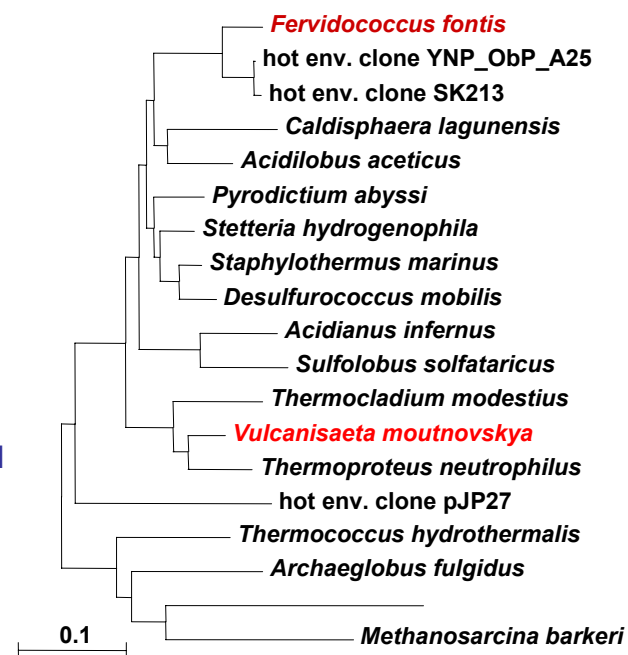 Fervidococcus fontis
hot env. clone YNP_ObP_A25
hot env. clone SK213
Caldisphaera lagunensis
Acidilobus aceticus
Pyrodictium abyssi
Stetteria hydrogenophila
Staphylothermus marinus
Desulfurococcus mobilis
Acidianus infernus
Sulfolobus solfataricus
Thermocladium modestius
Vulcanisaeta moutnovskya
Thermoproteus neutrophilus
hot env. clone pJP27
Thermococcus hydrothermalis
Archaeglobus fulgidus
Methanosarcina barkeri
0.1